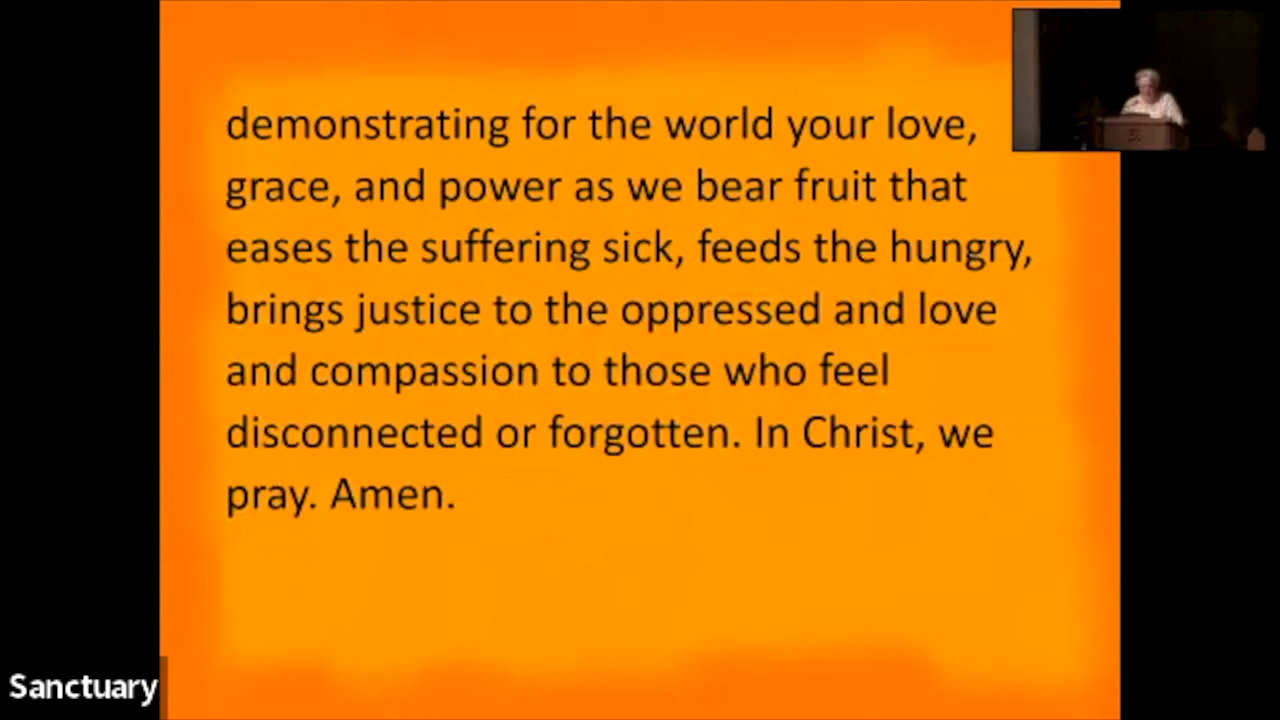 demonstrating for the world your love,
grace, and power as we bear fruit that
eases the suffering sick, feeds the hungry,
brings justice to the oppressed and love
and compassion to those who feel
disconnected or forgotten. In Christ, we
pray. Amen.
Sanctuary